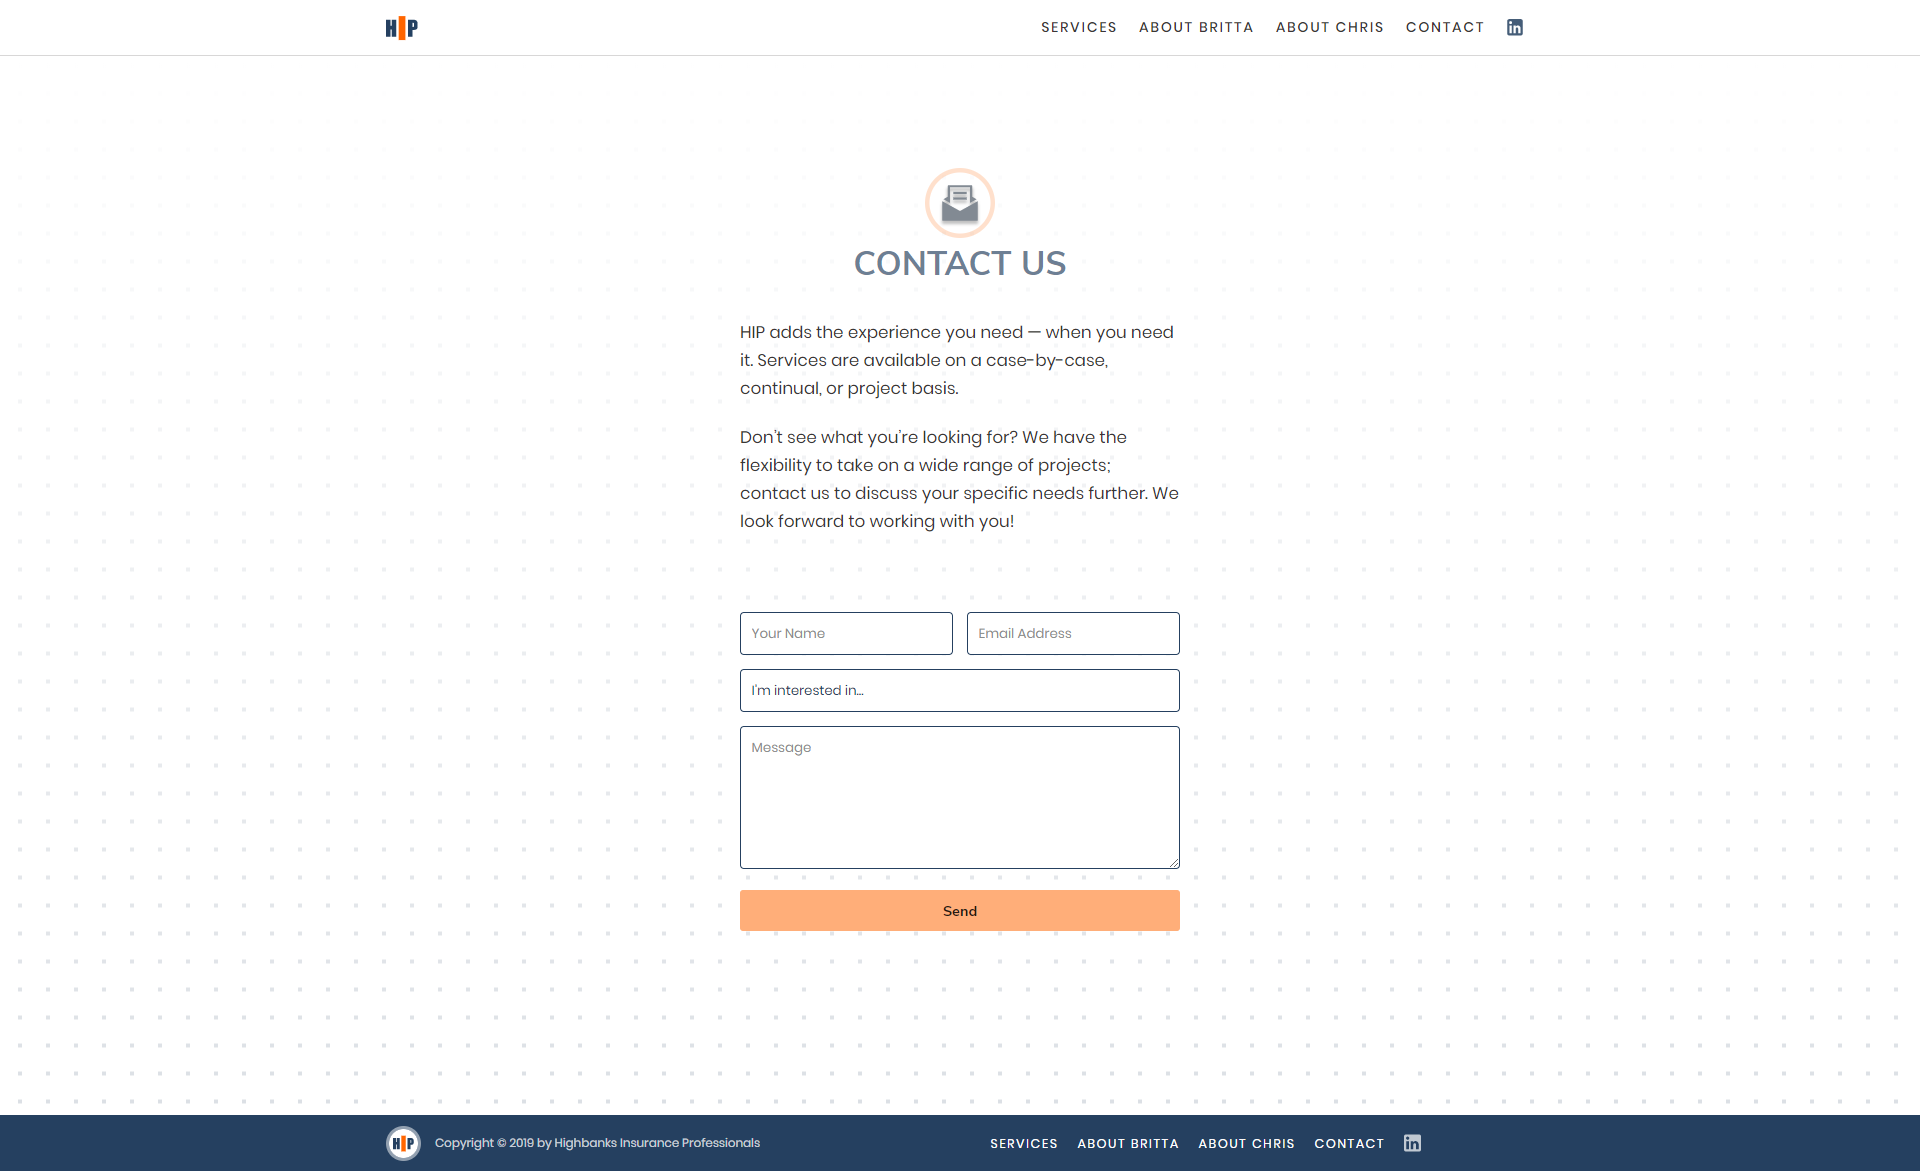 HIP
SERVICES ABOUT BRITTA ABOUT CHRIS CONTACT in
CONTACT US
HIP adds the experience you need — when you need
it. Services are available on a case-by-case,
continual, or project basis.
Don't see what you're looking for? We have the
flexibility to take on a wide range of projects;
contact us to discuss your specific needs further. We
look forward to working with you!
Your Name
Email Address
I'm interested in...
Message
Send
HIP Copyright © 2019 by Highbanks Insurance Professionals
SERVICES ABOUT BRITTA ABOUT CHRIS CONTACT in